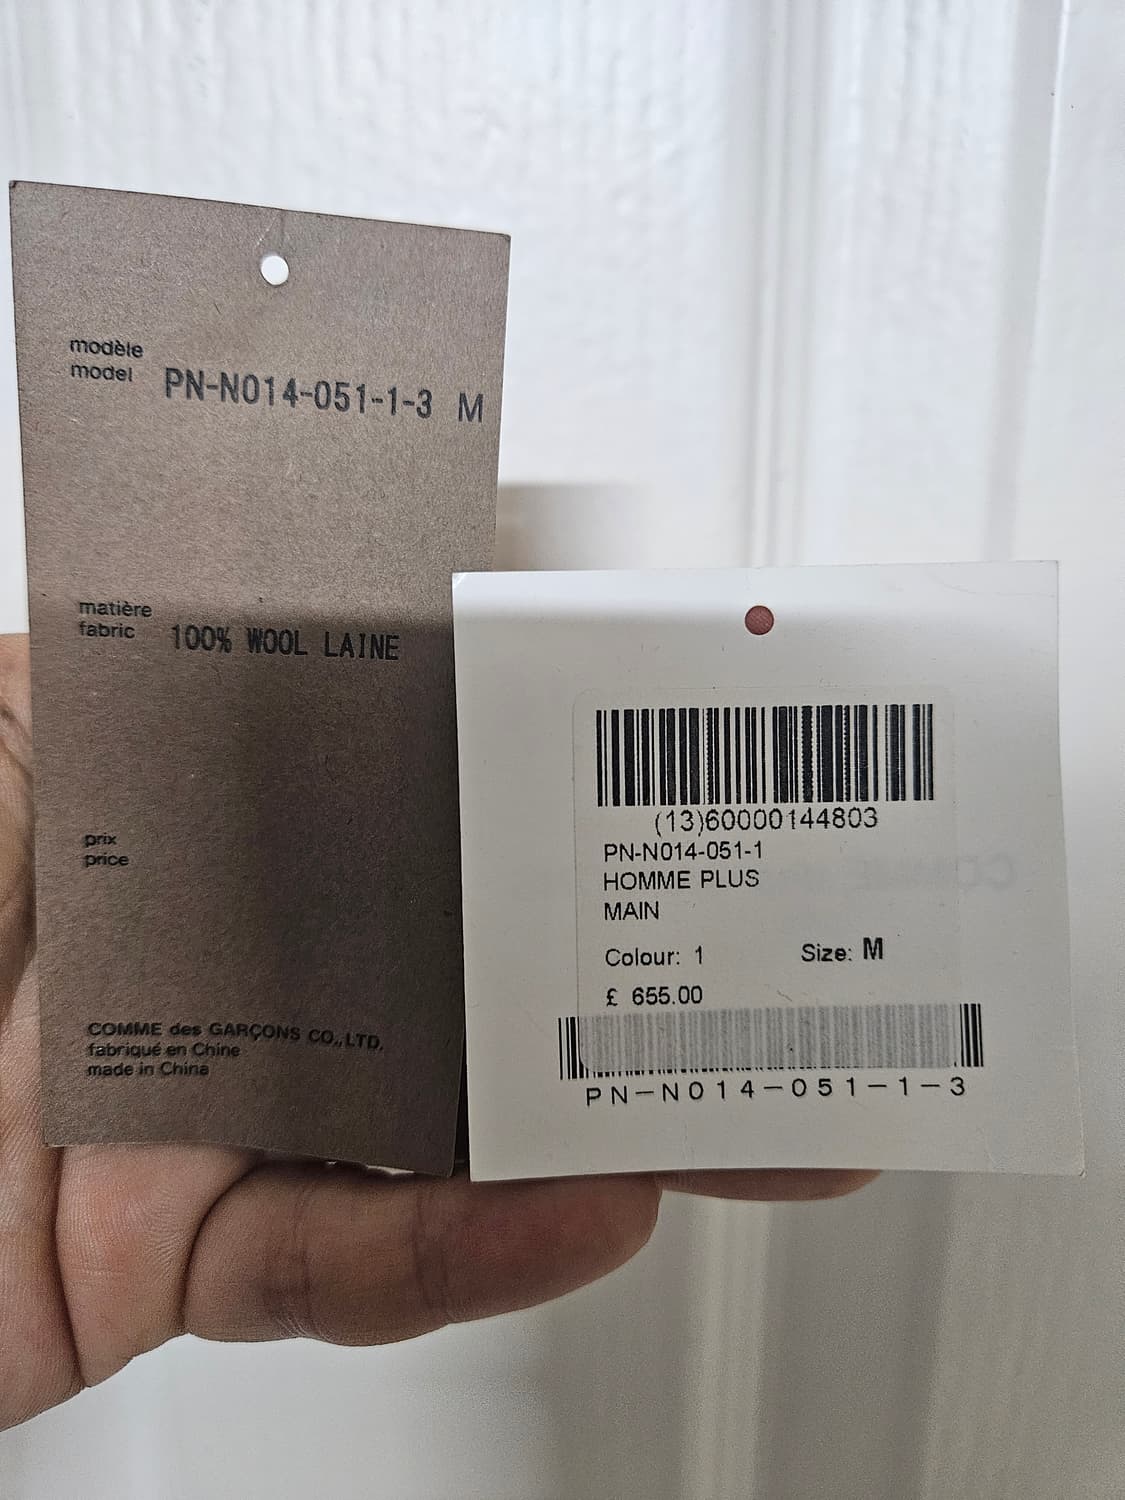 modèle
model PN-N014-051-1-3 M
matière
fabric 100% WOOL LAINE
prix
price
COMME des GARÇONS CO.,LTD.
fabriqué en Chine
made in China
(13)60000144803
PN-N014-051-1
HOMME PLUS
MAIN
Colour: 1 Size: M
£ 655.00
PN-N014-051-1-3